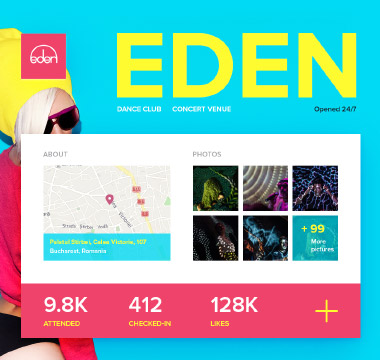 eden
EDEN
DANCE CLUB CONCERT VENUE Opened 24/7
ABOUT PHOTOS
Palatul Stirbei, Calea Victoriei, 107
Bucharest, Romania
+ 99
More
pictures
9.8K 412 128K +
ATTENDED CHECKED-IN LIKES